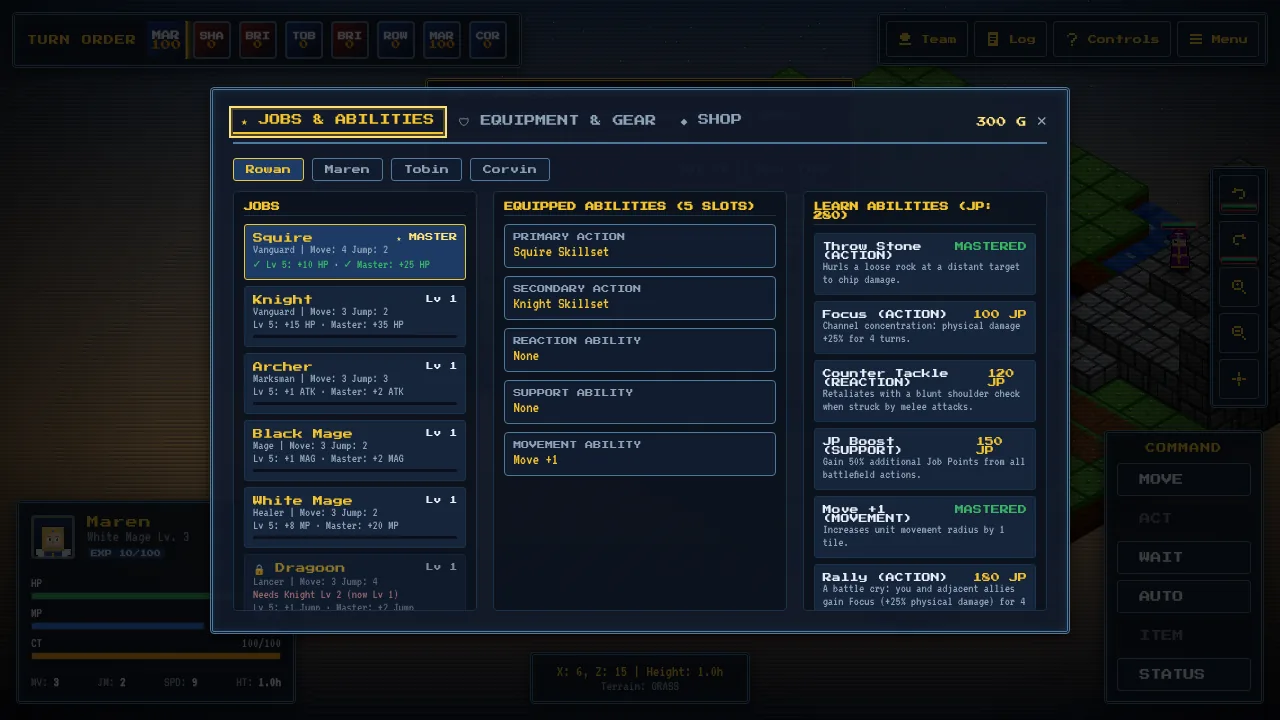 TURN ORDER
MAR
100
SHA
0
BRI
0
TOB
0
BRI
0
ROW
0
MAR
100
COR
0
Team
Log
? Controls
Menu
JOBS & ABILITIES
EQUIPMENT & GEAR
SHOP
300 G ×
Rowan
Maren
Tobin
Corvin
JOBS
Squire
★ MASTER
Vanguard | Move: 4 Jump: 2
✓ Lv 5: +10 HP · ✓ Master: +25 HP
Knight
Lv 1
Vanguard | Move: 3 Jump: 2
Lv 5: +15 HP · Master: +35 HP
Archer
Lv 1
Marksman | Move: 3 Jump: 3
Lv 5: +1 ATK · Master: +2 ATK
Black Mage
Lv 1
Mage | Move: 3 Jump: 2
Lv 5: +1 MAG · Master: +2 MAG
White Mage
Lv 1
Healer | Move: 3 Jump: 2
Lv 5: +8 MP · Master: +20 MP
Dragoon
Lv 1
Lancer | Move: 3 Jump: 4
Needs Knight Lv 2 (now Lv 1)
Lv 5: +1 Jump · Master: +2 Jump
EQUIPPED ABILITIES (5 SLOTS)
PRIMARY ACTION
Squire Skillset
SECONDARY ACTION
Knight Skillset
REACTION ABILITY
None
SUPPORT ABILITY
None
MOVEMENT ABILITY
Move +1
LEARN ABILITIES (JP:
280)
Throw Stone
(ACTION)
MASTERED
Hurls a loose rock at a distant target
to chip damage.
Focus (ACTION)
100 JP
Channel concentration: physical damage
+25% for 4 turns.
Counter Tackle
(REACTION)
120
JP
Retaliates with a blunt shoulder check
when struck by melee attacks.
JP Boost
(SUPPORT)
150
JP
Gain 50% additional Job Points from all
battlefield actions.
Move +1
(MOVEMENT)
MASTERED
Increases unit movement radius by 1
tile.
Rally (ACTION)
180 JP
A battle cry: you and adjacent allies
gain Focus (+25% physical damage) for 4
Maren
White Mage Lv. 3
EXP 10/100
HP
MP
CT
100/100
MV: 3
JM: 2
SPD: 9
HT: 1.0h
X: 6, Z: 15 | Height: 1.0h
Terrain: GRASS
COMMAND
MOVE
ACT
WAIT
AUTO
ITEM
STATUS